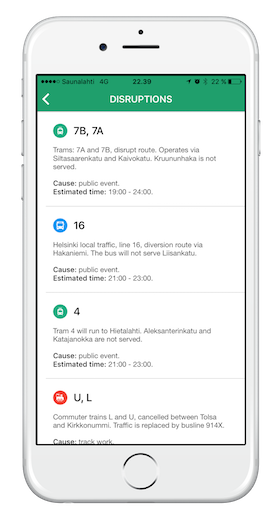 Saunalahti 4G 22.39 22 %
DISRUPTIONS
7B, 7A
Trams: 7A and 7B, disrupt route. Operates via
Siltasaarenkatu and Kaivokatu. Kruununhaka is not
served.
Cause: public event.
Estimated time: 19:00 - 24:00.
16
Helsinki local traffic, line 16, diversion route via
Hakaniemi. The bus will not serve Liisankatu.
Cause: public event.
Estimated time: 21:00 - 23:00.
4
Tram 4 will run to Hietalahti. Aleksanterinkatu and
Katajanokka are not served.
Cause: public event.
Estimated time: 21:00 - 23:00.
U, L
Commuter trains L and U, cancelled between Tolsa
and Kirkkonummi. Traffic is replaced by busline 914X.
Cause: track work.